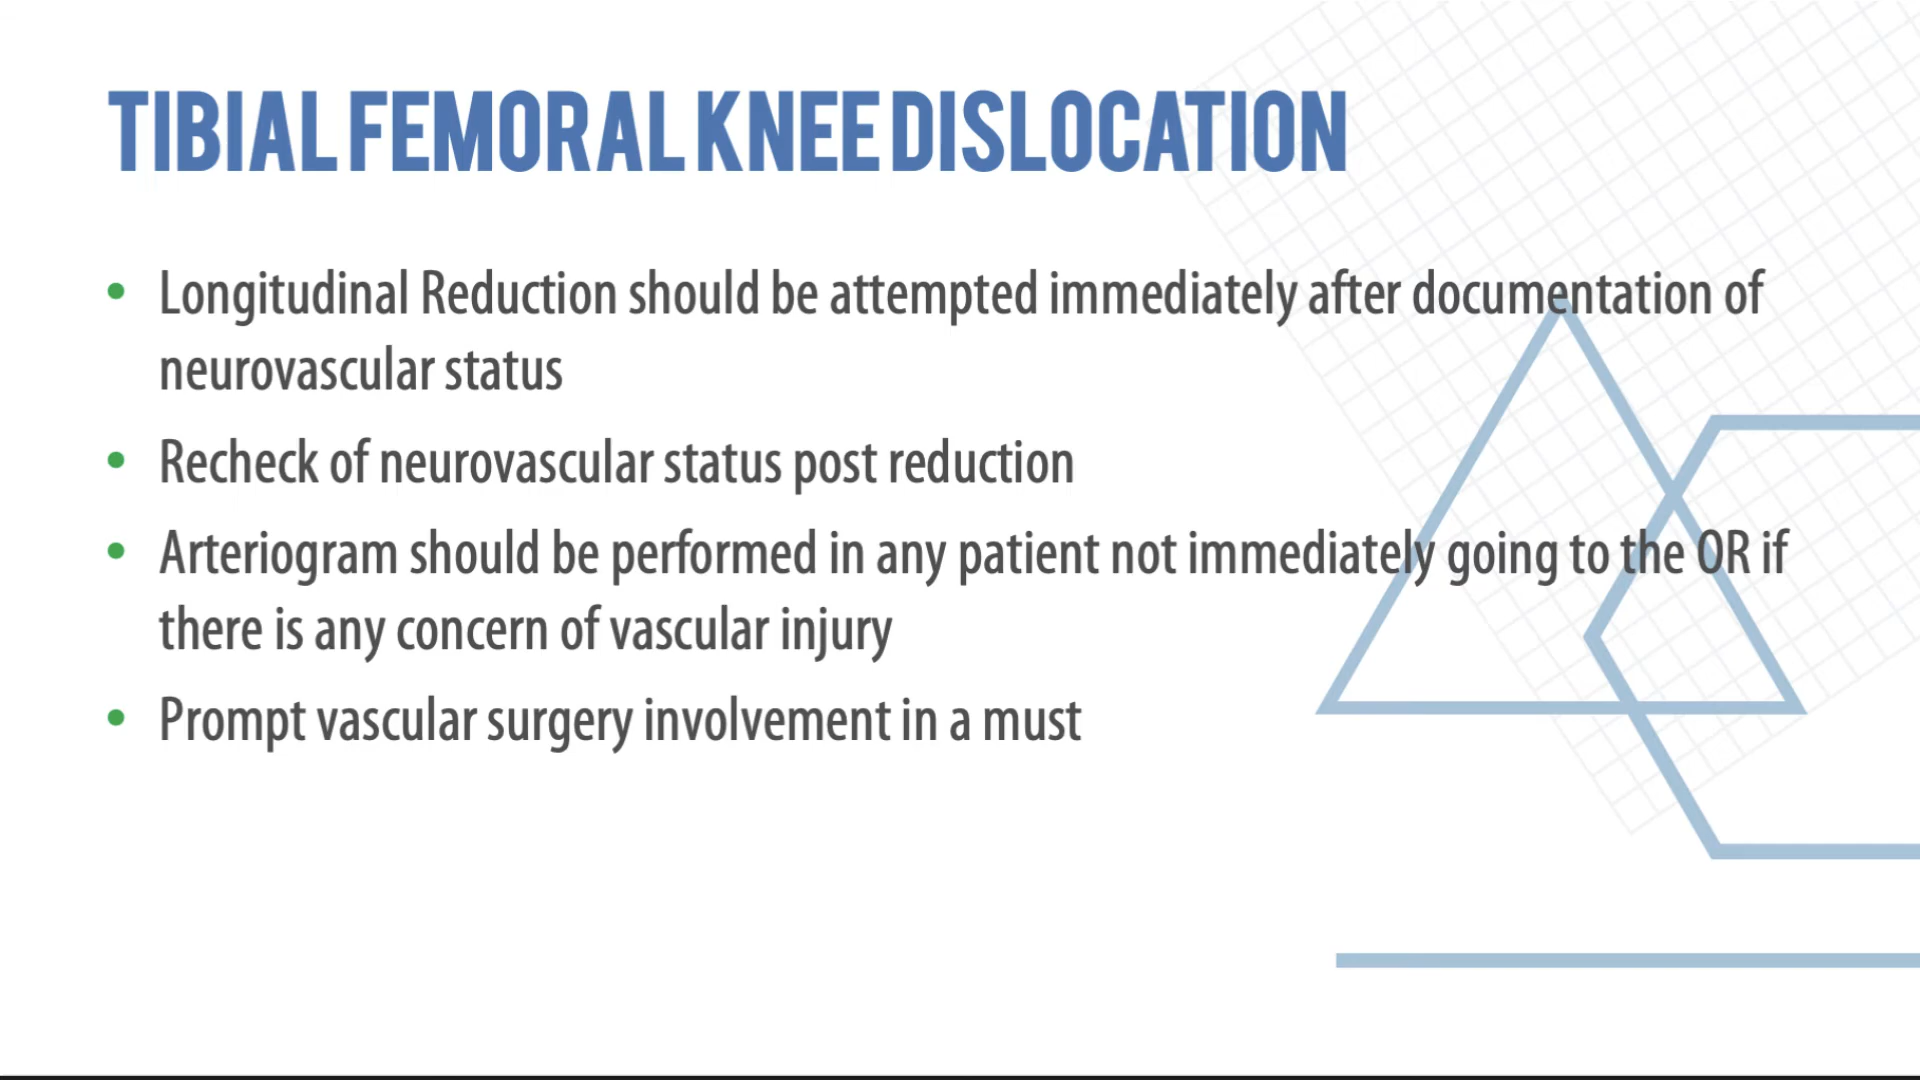 TIBIAL FEMORAL KNEE DISLOCATION
• Longitudinal Reduction should be attempted immediately after documentation of
neurovascular status
• Recheck of neurovascular status post reduction
• Arteriogram should be performed in any patient not immediately going to the OR if
there is any concern of vascular injury
• Prompt vascular surgery involvement in a must